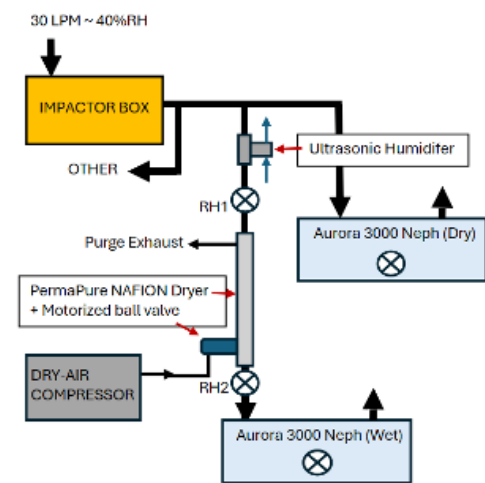 30 LPM ~ 40%RH
IMPACTOR BOX
OTHER
Ultrasonic Humidifer
RH1
Purge Exhaust
Aurora 3000 Neph (Dry)
PermaPure NAFION Dryer
+ Motorized ball valve
DRY-AIR
COMPRESSOR
RH2
Aurora 3000 Neph (Wet)